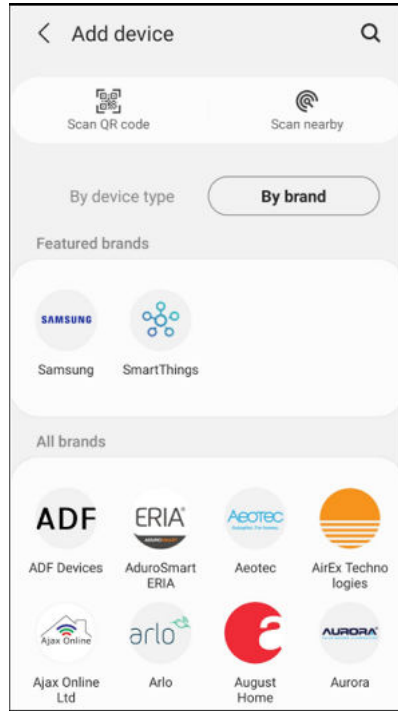 Add device
Scan QR code
Scan nearby
By device type
By brand
Featured brands
SAMSUNG
Samsung
SmartThings
All brands
ADF
ERIA
ADUROSMART
AEOTEC
ADF Devices
AduroSmart
ERIA
Aeotec
AirEx Techno
logies
Ajax Online
arlo
AURORA
Ajax Online
Ltd
Arlo
August
Home
Aurora